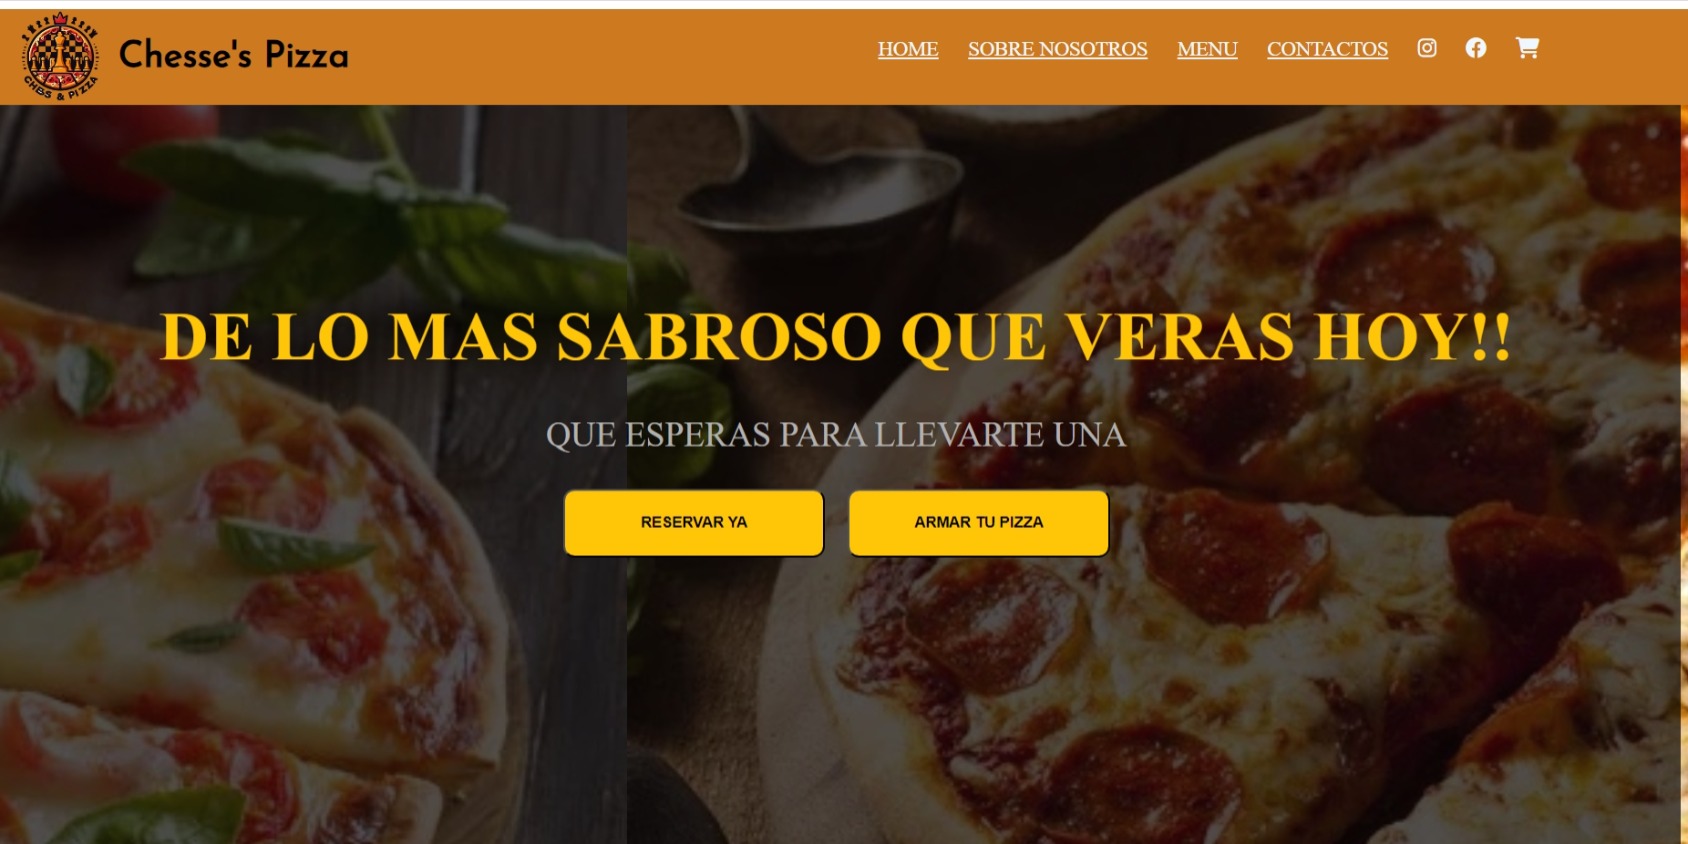 CHESS & PIZZA
Chesse's Pizza
HOME SOBRE NOSOTROS MENU CONTACTOS
DE LO MAS SABROSO QUE VERAS HOY!!
QUE ESPERAS PARA LLEVARTE UNA
RESERVAR YA ARMAR TU PIZZA